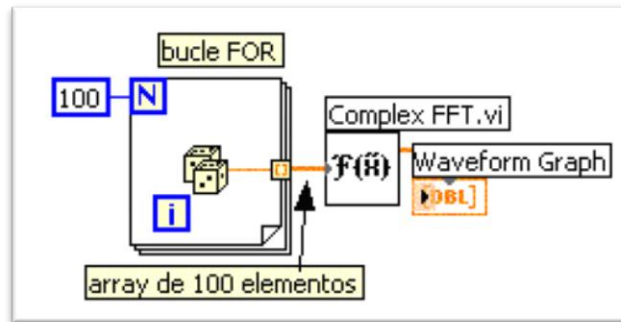 bucle FOR
100
N
Complex FFT.vi
F{X}
Waveform Graph
DBL]
i
array de 100 elementos